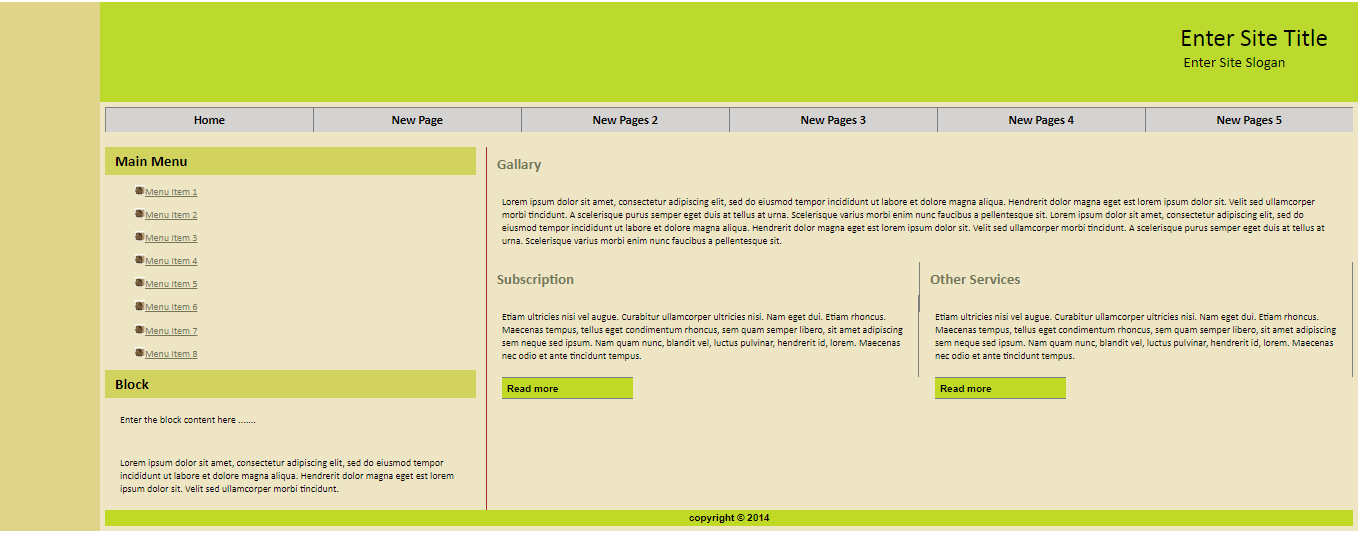 Enter Site Title
Enter Site Slogan
Home New Page New Pages 2 New Pages 3 New Pages 4 New Pages 5
Main Menu
Menu Item 1
Menu Item 2
Menu Item 3
Menu Item 4
Menu Item 5
Menu Item 6
Menu Item 7
Menu Item 8
Block
Enter the block content here .......
Lorem ipsum dolor sit amet, consectetur adipiscing elit, sed do eiusmod tempor
incididunt ut labore et dolore magna aliqua. Hendrerit dolor magna eget est lorem
ipsum dolor sit. Velit sed ullamcorper morbi tincidunt.
Gallary
Lorem ipsum dolor sit amet, consectetur adipiscing elit, sed do eiusmod tempor incididunt ut labore et dolore magna aliqua. Hendrerit dolor magna eget est lorem ipsum dolor sit. Velit sed ullamcorper
morbi tincidunt. A scelerisque purus semper eget duis at tellus at urna. Scelerisque varius morbi enim nunc faucibus a pellentesque sit. Lorem ipsum dolor sit amet, consectetur adipiscing elit, sed do
eiusmod tempor incididunt ut labore et dolore magna aliqua. Hendrerit dolor magna eget est lorem ipsum dolor sit. Velit sed ullamcorper morbi tincidunt. A scelerisque purus semper eget duis at tellus at
urna. Scelerisque varius morbi enim nunc faucibus a pellentesque sit.
Subscription
Etiam ultricies nisi vel augue. Curabitur ullamcorper ultricies nisi. Nam eget dui. Etiam rhoncus.
Maecenas tempus, tellus eget condimentum rhoncus, sem quam semper libero, sit amet adipiscing
sem neque sed ipsum. Nam quam nunc, blandit vel, luctus pulvinar, hendrerit id, lorem. Maecenas
nec odio et ante tincidunt tempus.
Read more
Other Services
Etiam ultricies nisi vel augue. Curabitur ullamcorper ultricies nisi. Nam eget dui. Etiam rhoncus.
Maecenas tempus, tellus eget condimentum rhoncus, sem quam semper libero, sit amet adipiscing
sem neque sed ipsum. Nam quam nunc, blandit vel, luctus pulvinar, hendrerit id, lorem. Maecenas
nec odio et ante tincidunt tempus.
Read more
copyright © 2014